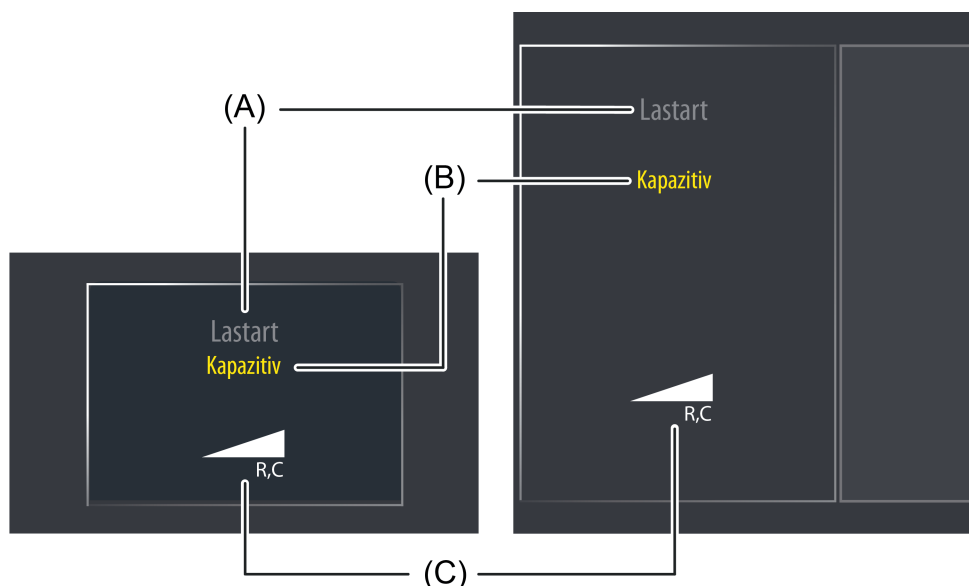 (A)
Lastart
(B)
Kapazitiv
Lastart
Kapazitiv
R,C
R,C
(C)